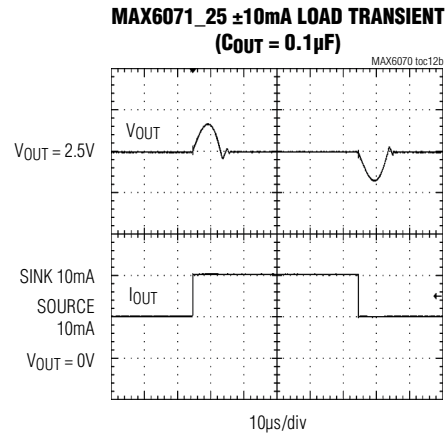 MAX6071_25 ±10mA LOAD TRANSIENT
(COUT = 0.1µF)
MAX6070 toc12b
VOUT
VOUT = 2.5V
SINK 10mA
IOUT
SOURCE
10mA
VOUT = 0V
10µs/div